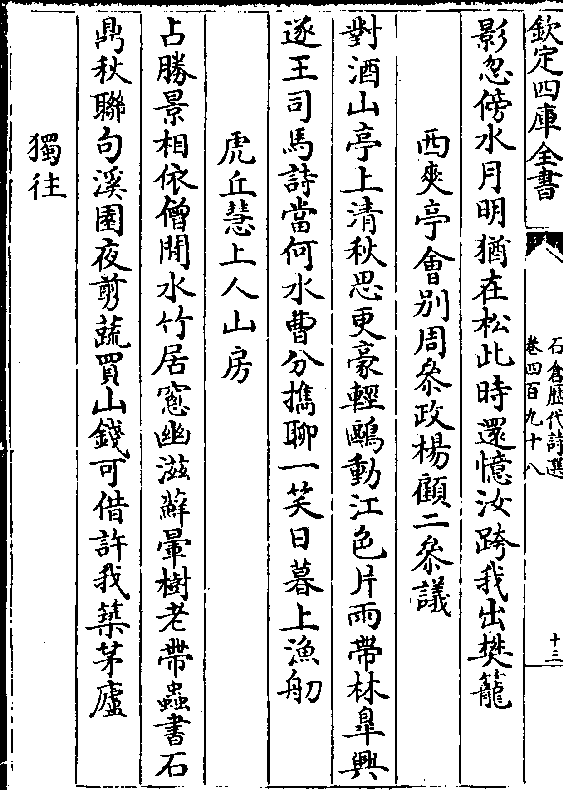 欽定四庫全書
石倉歷代詩選
卷四百九十八
十三
影忽傍水月明猶在松此時還憶汝跨我出樊籠
西爽亭會别周叅政楊顧二叅議
對酒山亭上清秋思更豪輕鷗動江色片雨帶林臯興
逐王司馬詩當何水曹分攜聊一笑日暮上漁舠
虎丘慧上人山房
占勝景相依僧閒水竹居窓幽滋蘚暈樹老帶蟲書石
鼎秋聯句溪園夜剪蔬買山錢可借許我築茅廬
獨往